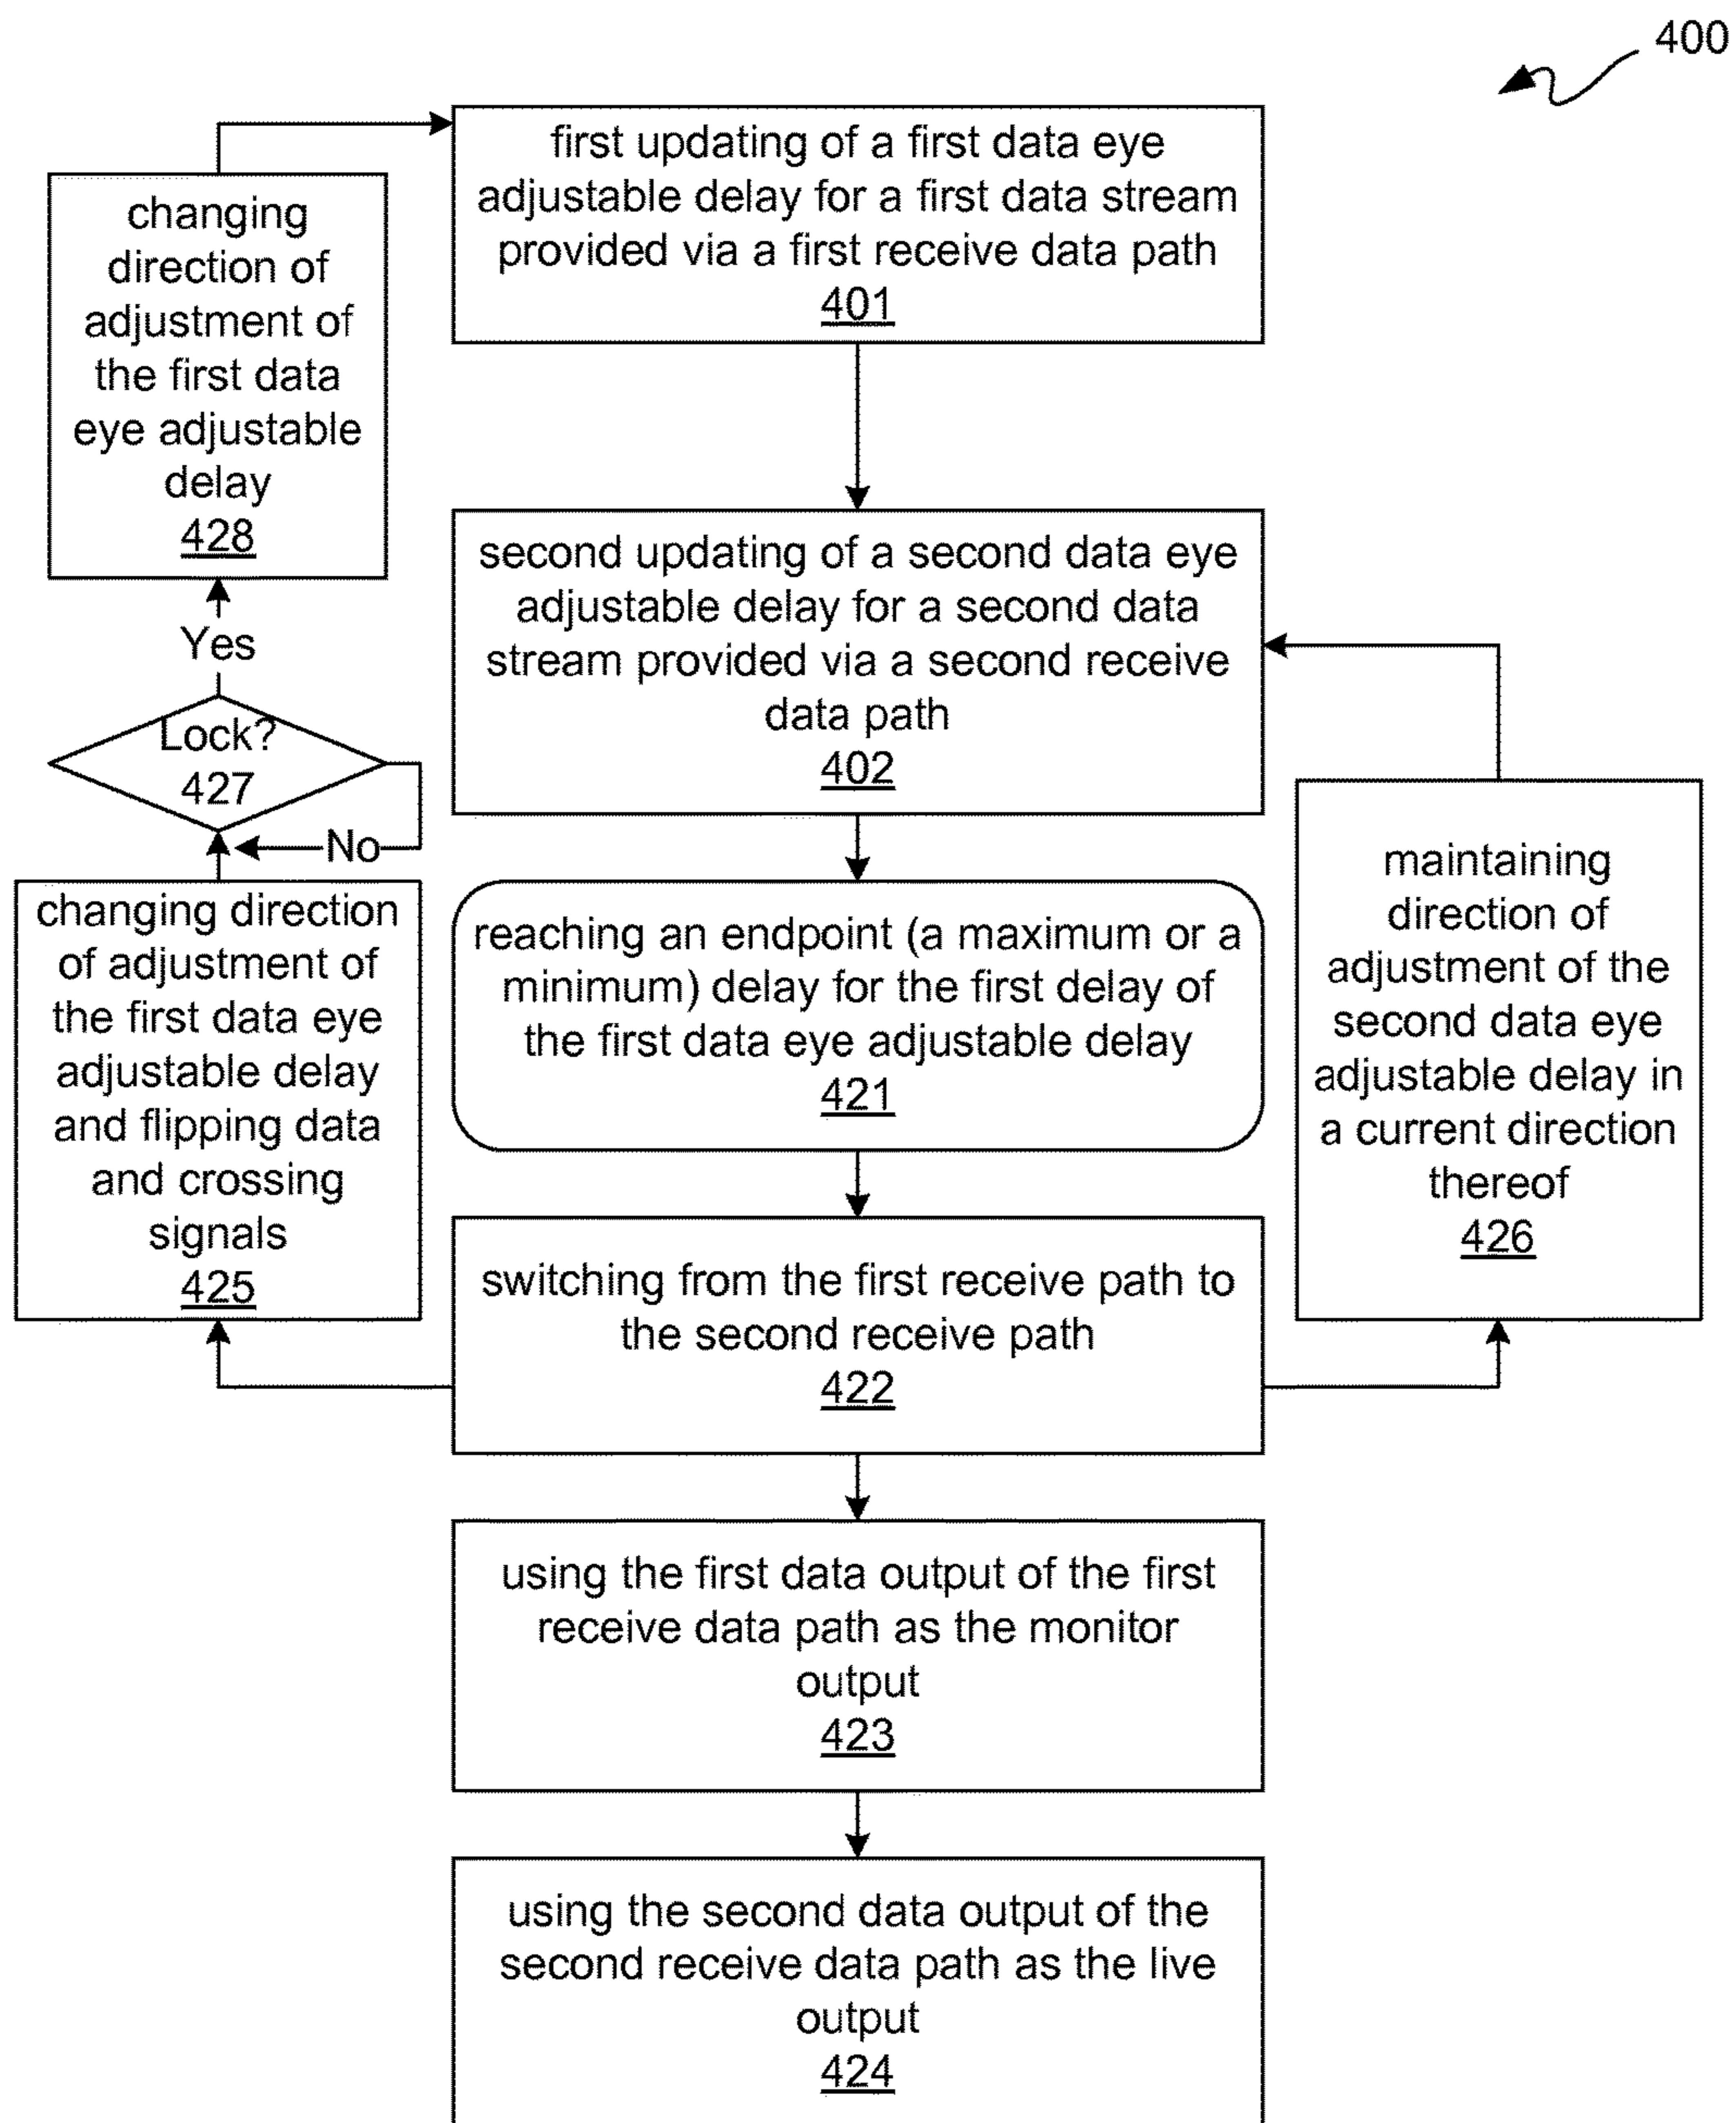 400
first updating of a first data eye
adjustable delay for a first data stream
provided via a first receive data path
401
changing
direction of
adjustment of
the first data
eye adjustable
delay
428
second updating of a second data eye
adjustable delay for a second data
stream provided via a second receive
data path
402
Yes
Lock?
427
No
maintaining
direction of
adjustment of the
second data eye
adjustable delay in
a current direction
thereof
426
changing direction
of adjustment of
the first data eye
adjustable delay
and flipping data
and crossing
signals
425
reaching an endpoint (a maximum or a
minimum) delay for the first delay of
the first data eye adjustable delay
421
switching from the first receive path to
the second receive path
422
using the first data output of the first
receive data path as the monitor
output
423
using the second data output of the
second receive data path as the live
output
424